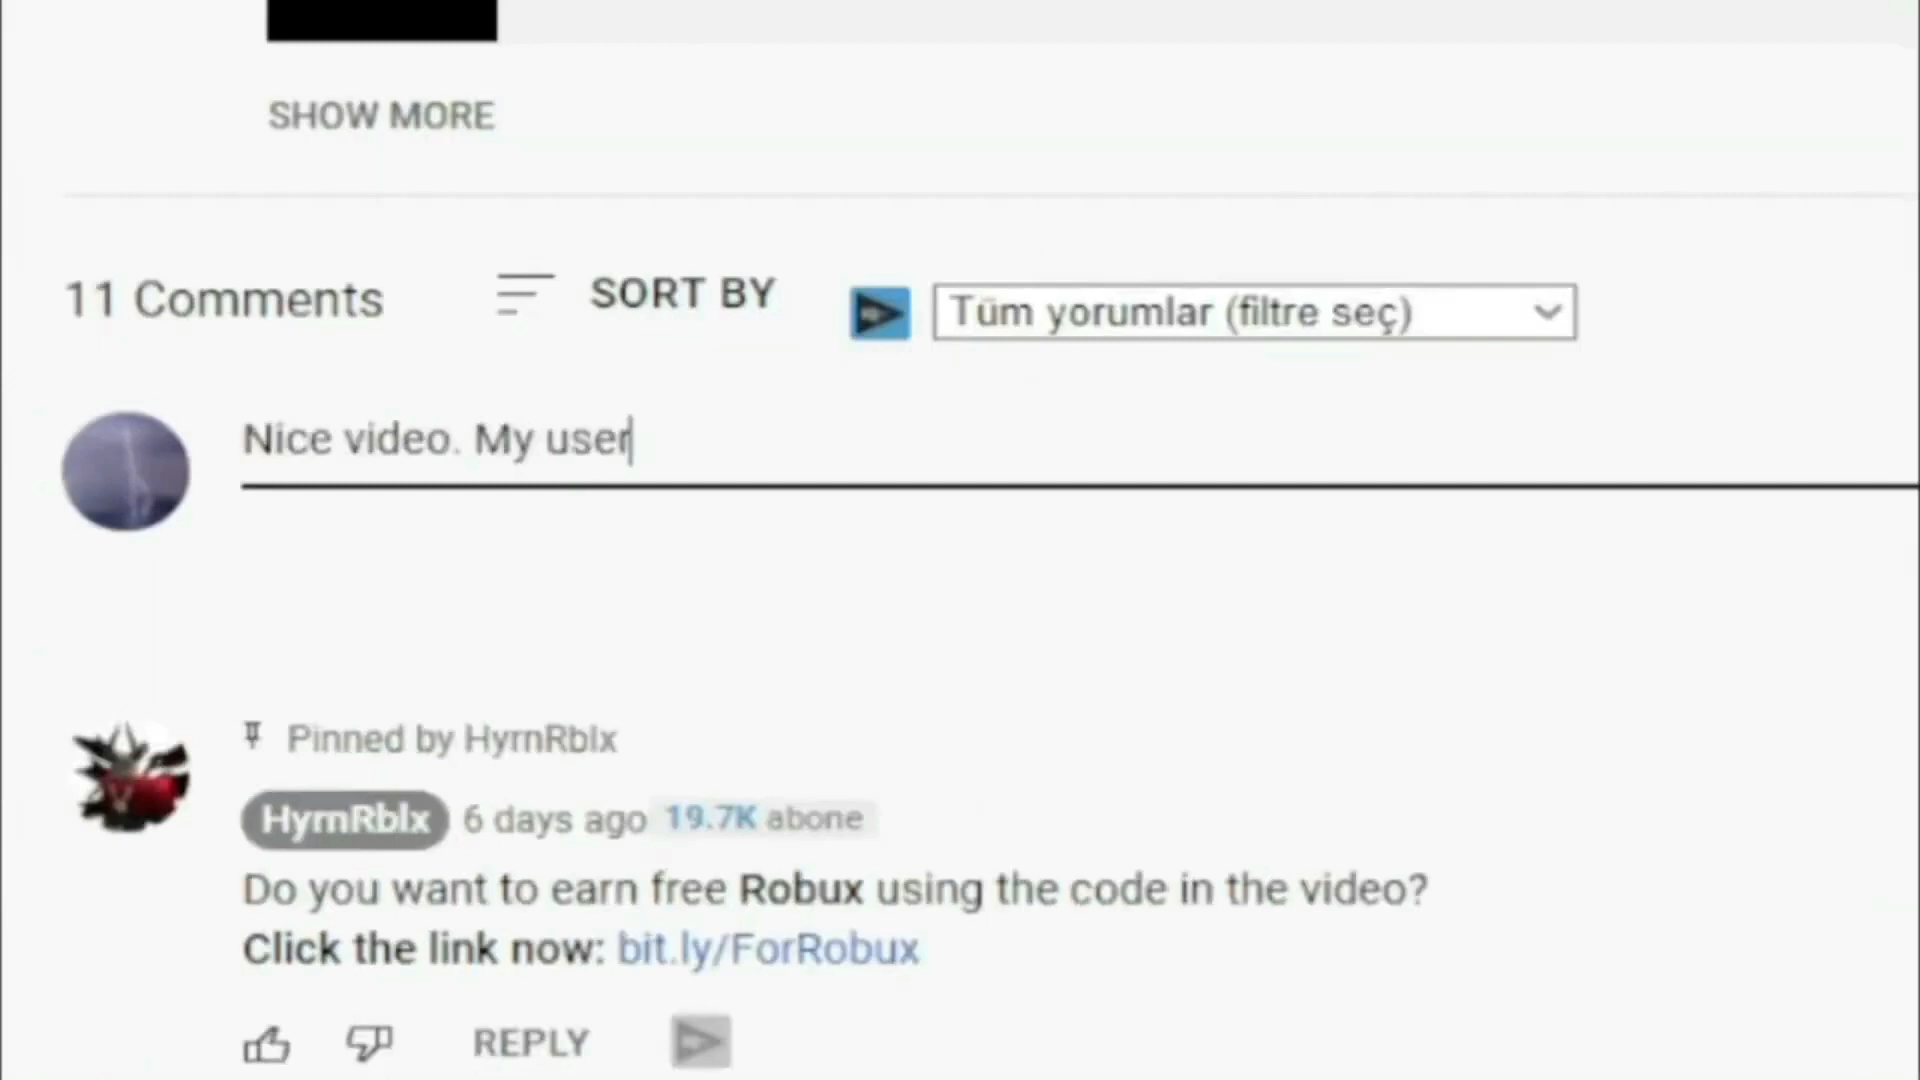 SHOW MORE
11 Comments SORT BY Tüm yorumlar (filtre seç)
Nice video. My user
Pinned by HyrnRblx
HyrnRblx 6 days ago 19.7K abone
Do you want to earn free Robux using the code in the video?
Click the link now: bit.ly/ForRobux
REPLY